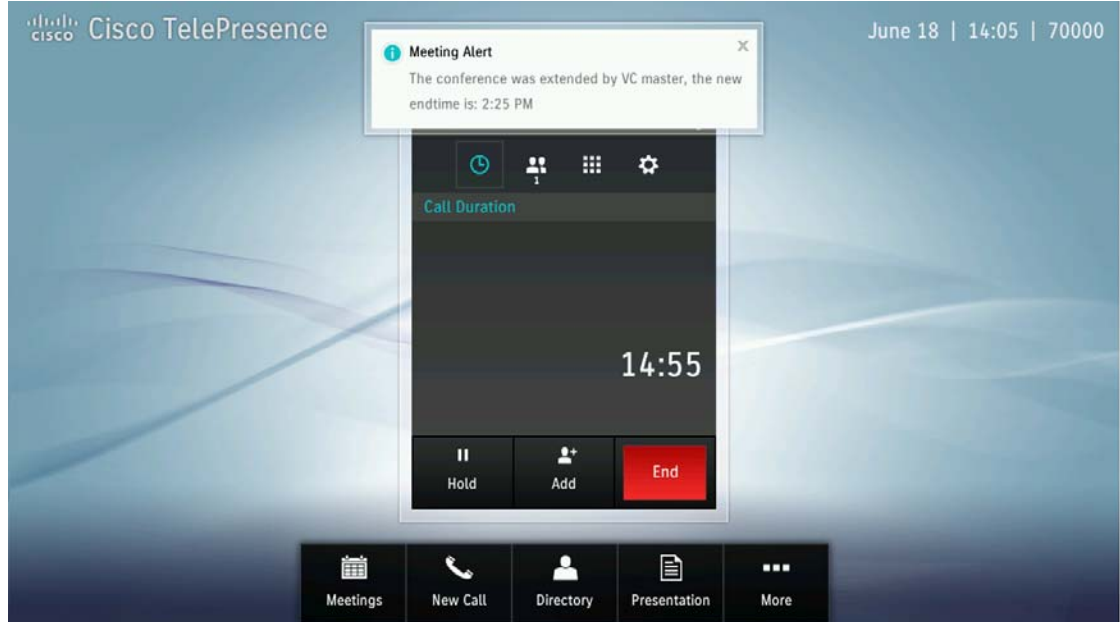 cisco Cisco TelePresence
June 18 | 14:05 | 70000
Meeting Alert
X
The conference was extended by VC master, the new
endtime is: 2:25 PM
1
Call Duration
14:55
Hold
Add
End
Meetings
New Call
Directory
Presentation
More